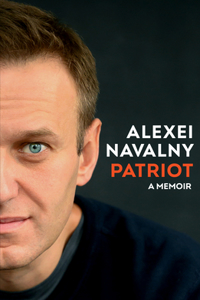 ALEXEI
NAVALNY
PATRIOT
A MEMOIR